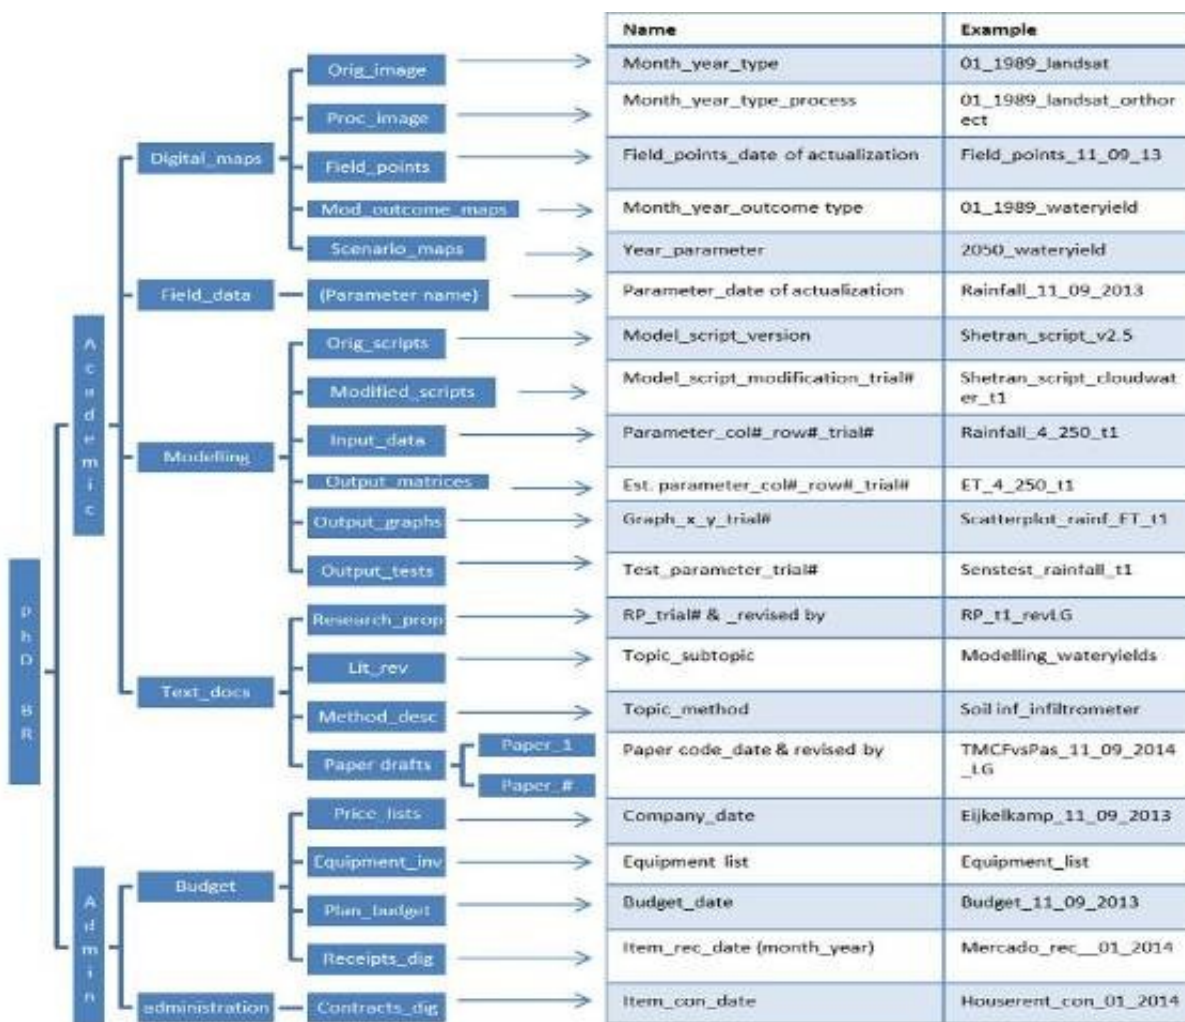 Name Example
Orig_image Month_year_type 01_1989_landsat
Proc_image Month_year_type_process 01_1989_landsat_orthor
ect
Digital_maps
Field_points Field_points_date of actualization Field_points_11_09_13
Mod_outcome_maps Month_year_outcome type 01_1989_wateryield
Scenario_maps Year_parameter 2050_wateryield
Field_data (Parameter name) Parameter_date of actualization Rainfall_11_09_2013
Academic
Orig_scripts Model_script_version Shetran_script_v2.5
Modified_scripts Model_script_modification_trial# Shetran_script_cloudwat
er_t1
Input_data Parameter_col#_row#_trial# Rainfall_4_250_t1
Modelling
Output_matrices Est. parameter_col#_row#_trial# ET_4_250_t1
Output_graphs Graph_x_y_trial# Scatterplot_rainf_ET_t1
Output_tests Test_parameter_trial# Senstest_rainfall_t1
PhD BR
Research_prop RP_trial# & _revised by RP_t1_revLG
Lit_rev Topic_subtopic Modelling_wateryields
Text_docs
Method_desc Topic_method Soil inf_infiltrometer
Paper drafts Paper_1 Paper code_date & revised by TMCFvsPas_11_09_2014
_LG
Paper_#
Price_lists Company_date Eijkelkamp_11_09_2013
Equipment_inv Equipment list Equipment_list
Budget
Plan_budget Budget_date Budget_11_09_2013
Admin
Receipts_dig Item_rec_date (month_year) Mercado_rec__01_2014
administration Contracts_dig Item_con_date Houserent_con_01_2014